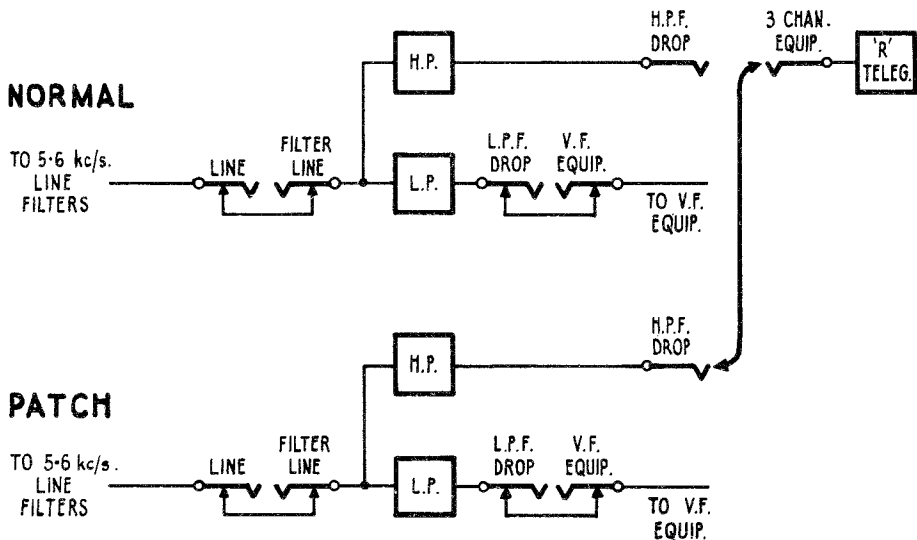 NORMAL
H.P.
H.P.F.
DROP
3 CHAN.
EQUIP.
'R'
TELEG.
TO 5·6 kc/s.
LINE
FILTERS
LINE
FILTER
LINE
L.P.
L.P.F.
DROP
V.F.
EQUIP.
TO V.F.
EQUIP.
PATCH
H.P.
H.P.F.
DROP
TO 5·6 kc/s.
LINE
FILTERS
LINE
FILTER
LINE
L.P.
L.P.F.
DROP
V.F.
EQUIP.
TO V.F.
EQUIP.